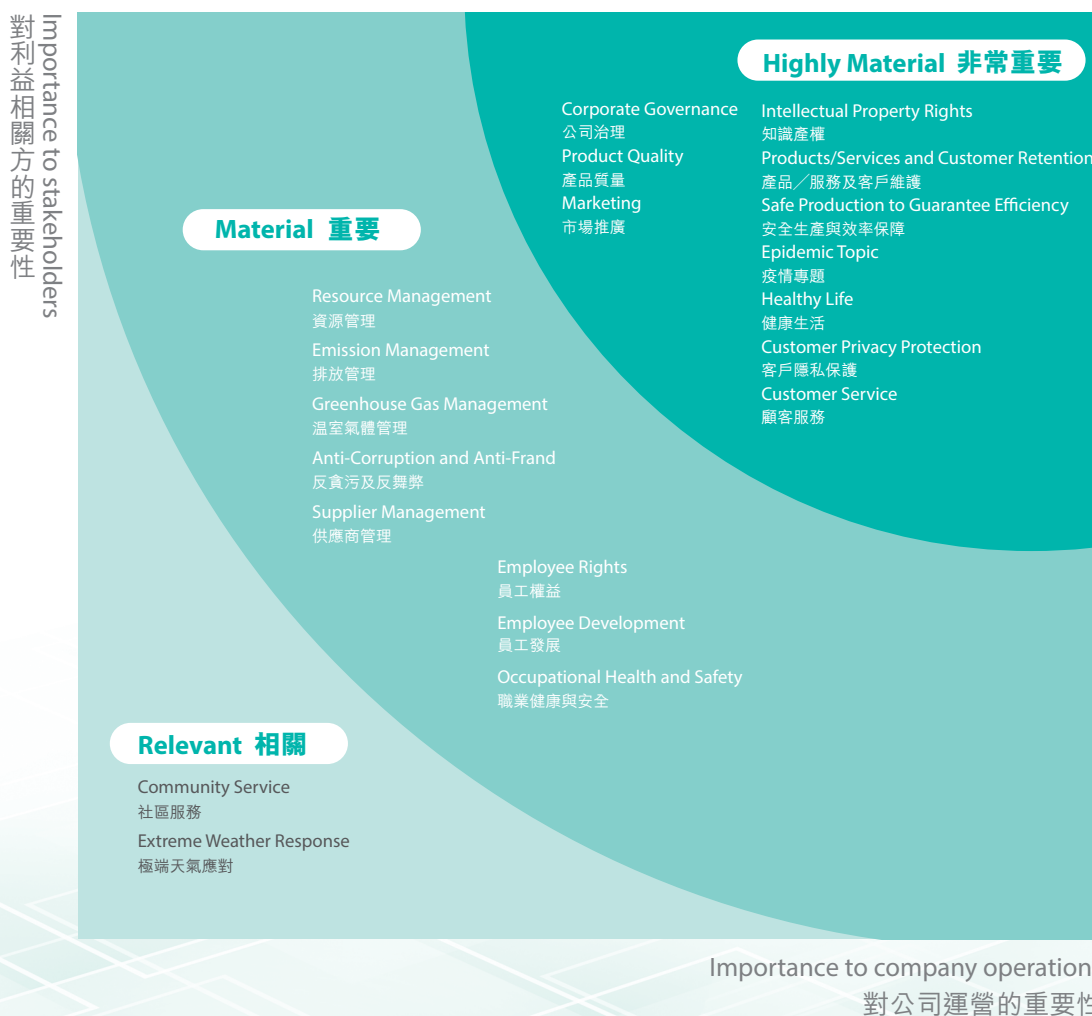 Importance to stakeholders
對利益相關方的重要性
Highly Material 非常重要
Corporate Governance
公司治理
Product Quality
產品質量
Marketing
市場推廣
Intellectual Property Rights
知識產權
Products/Services and Customer Retention
產品╱服務及客戶維護
Safe Production to Guarantee Efficiency
安全生產與效率保障
Epidemic Topic
疫情專題
Healthy Life
健康生活
Customer Privacy Protection
客戶隱私保護
Customer Service
顧客服務
Material 重要
Resource Management
資源管理
Emission Management
排放管理
Greenhouse Gas Management
温室氣體管理
Anti-Corruption and Anti-Frand
反貪污及反舞弊
Supplier Management
供應商管理
Employee Rights
員工權益
Employee Development
員工發展
Occupational Health and Safety
職業健康與安全
Relevant 相關
Community Service
社區服務
Extreme Weather Response
極端天氣應對
Importance to company operation
對公司運營的重要性